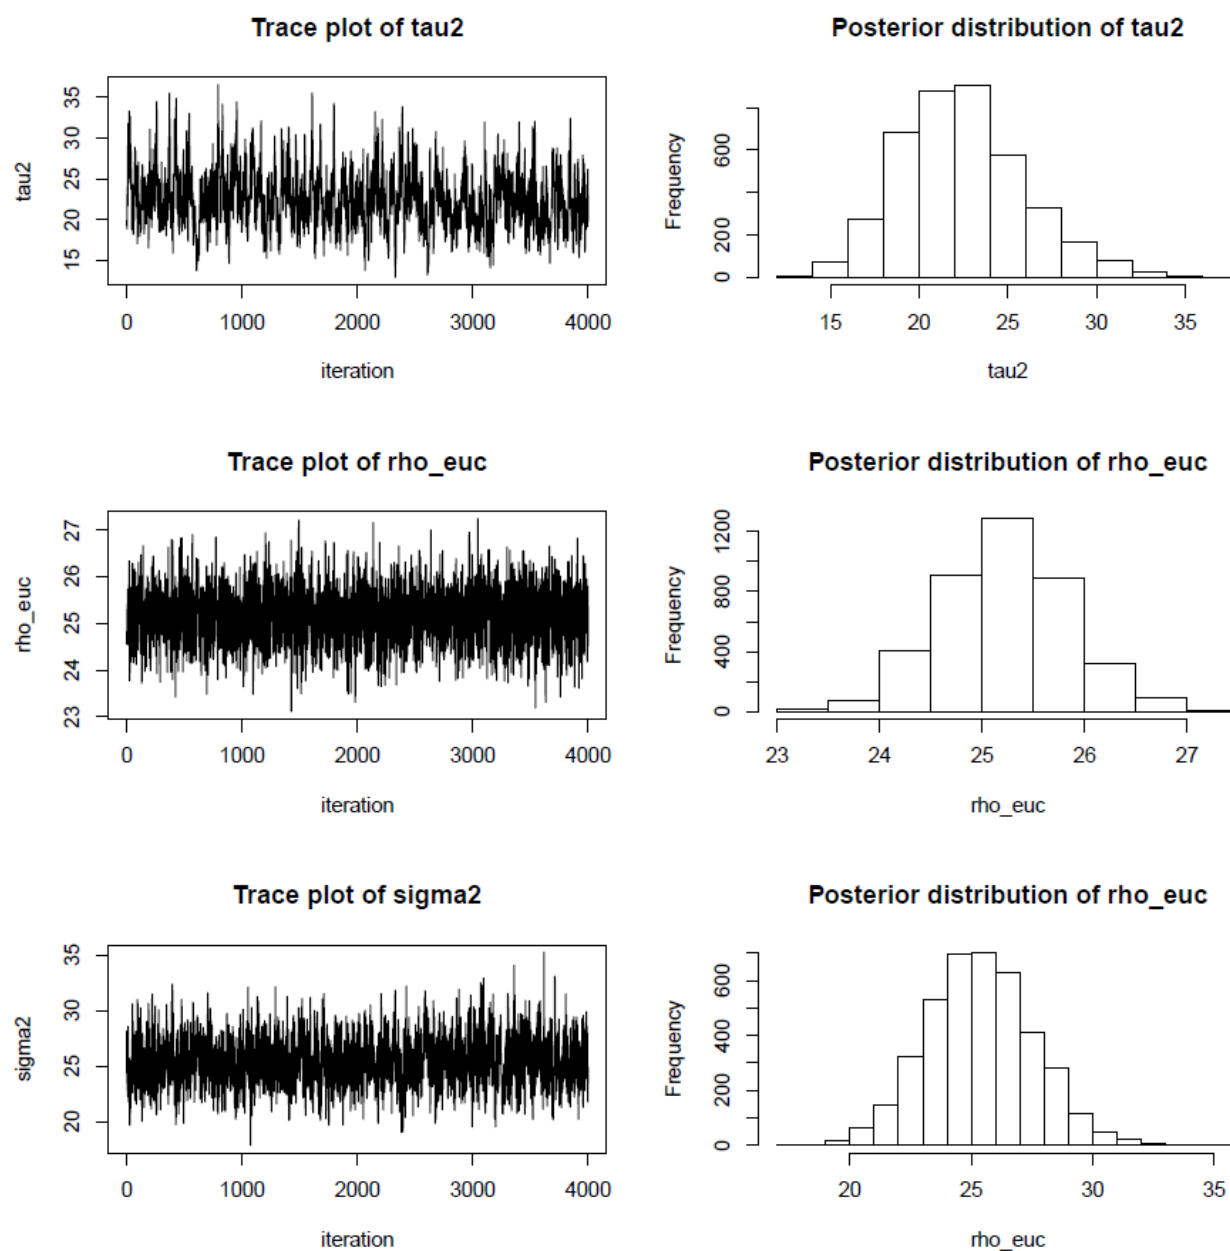 Trace plot of tau2
tau2
15 20 25 30 35
0 1000 2000 3000 4000
iteration
Posterior distribution of tau2
Frequency
0 200 600
15 20 25 30 35
tau2
Trace plot of rho_euc
rho_euc
23 24 25 26 27
0 1000 2000 3000 4000
iteration
Posterior distribution of rho_euc
Frequency
0 400 800 1200
23 24 25 26 27
rho_euc
Trace plot of sigma2
sigma2
20 25 30 35
0 1000 2000 3000 4000
iteration
Posterior distribution of rho_euc
Frequency
0 200 400 600
20 25 30 35
rho_euc